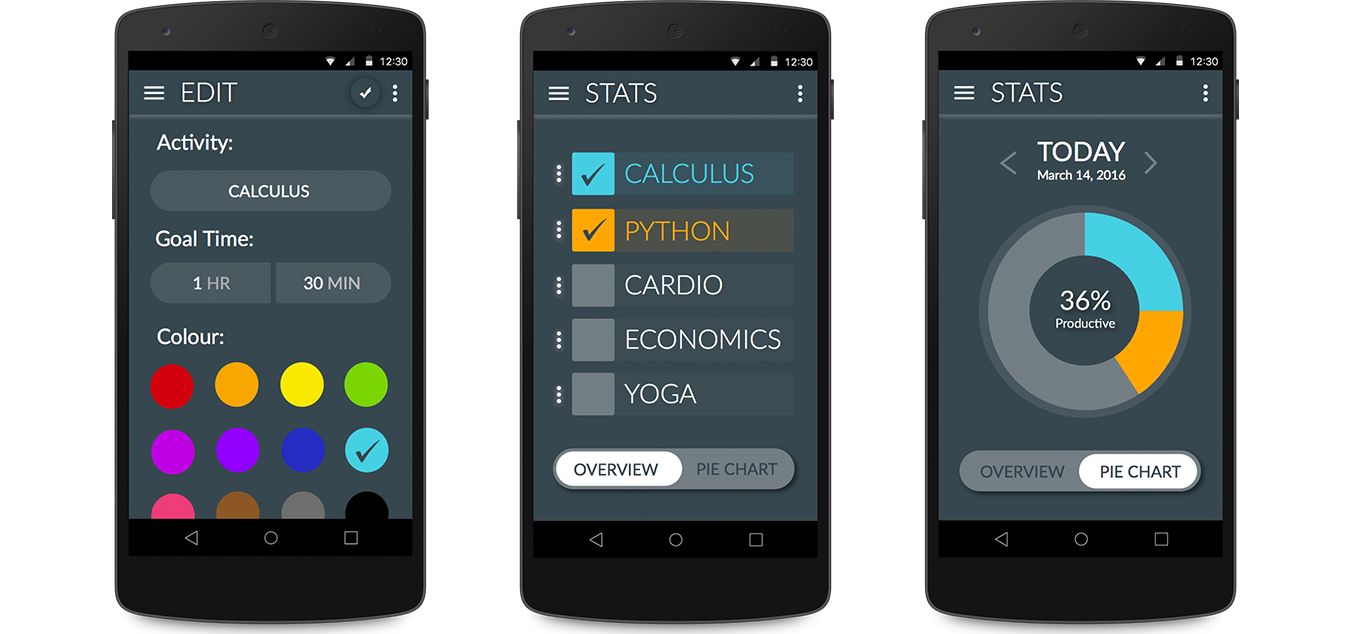 12:30
EDIT
Activity:
CALCULUS
Goal Time:
1 HR 30 MIN
Colour:
12:30
STATS
CALCULUS
PYTHON
CARDIO
ECONOMICS
YOGA
OVERVIEW PIE CHART
12:30
STATS
TODAY
March 14, 2016
36%
Productive
OVERVIEW PIE CHART